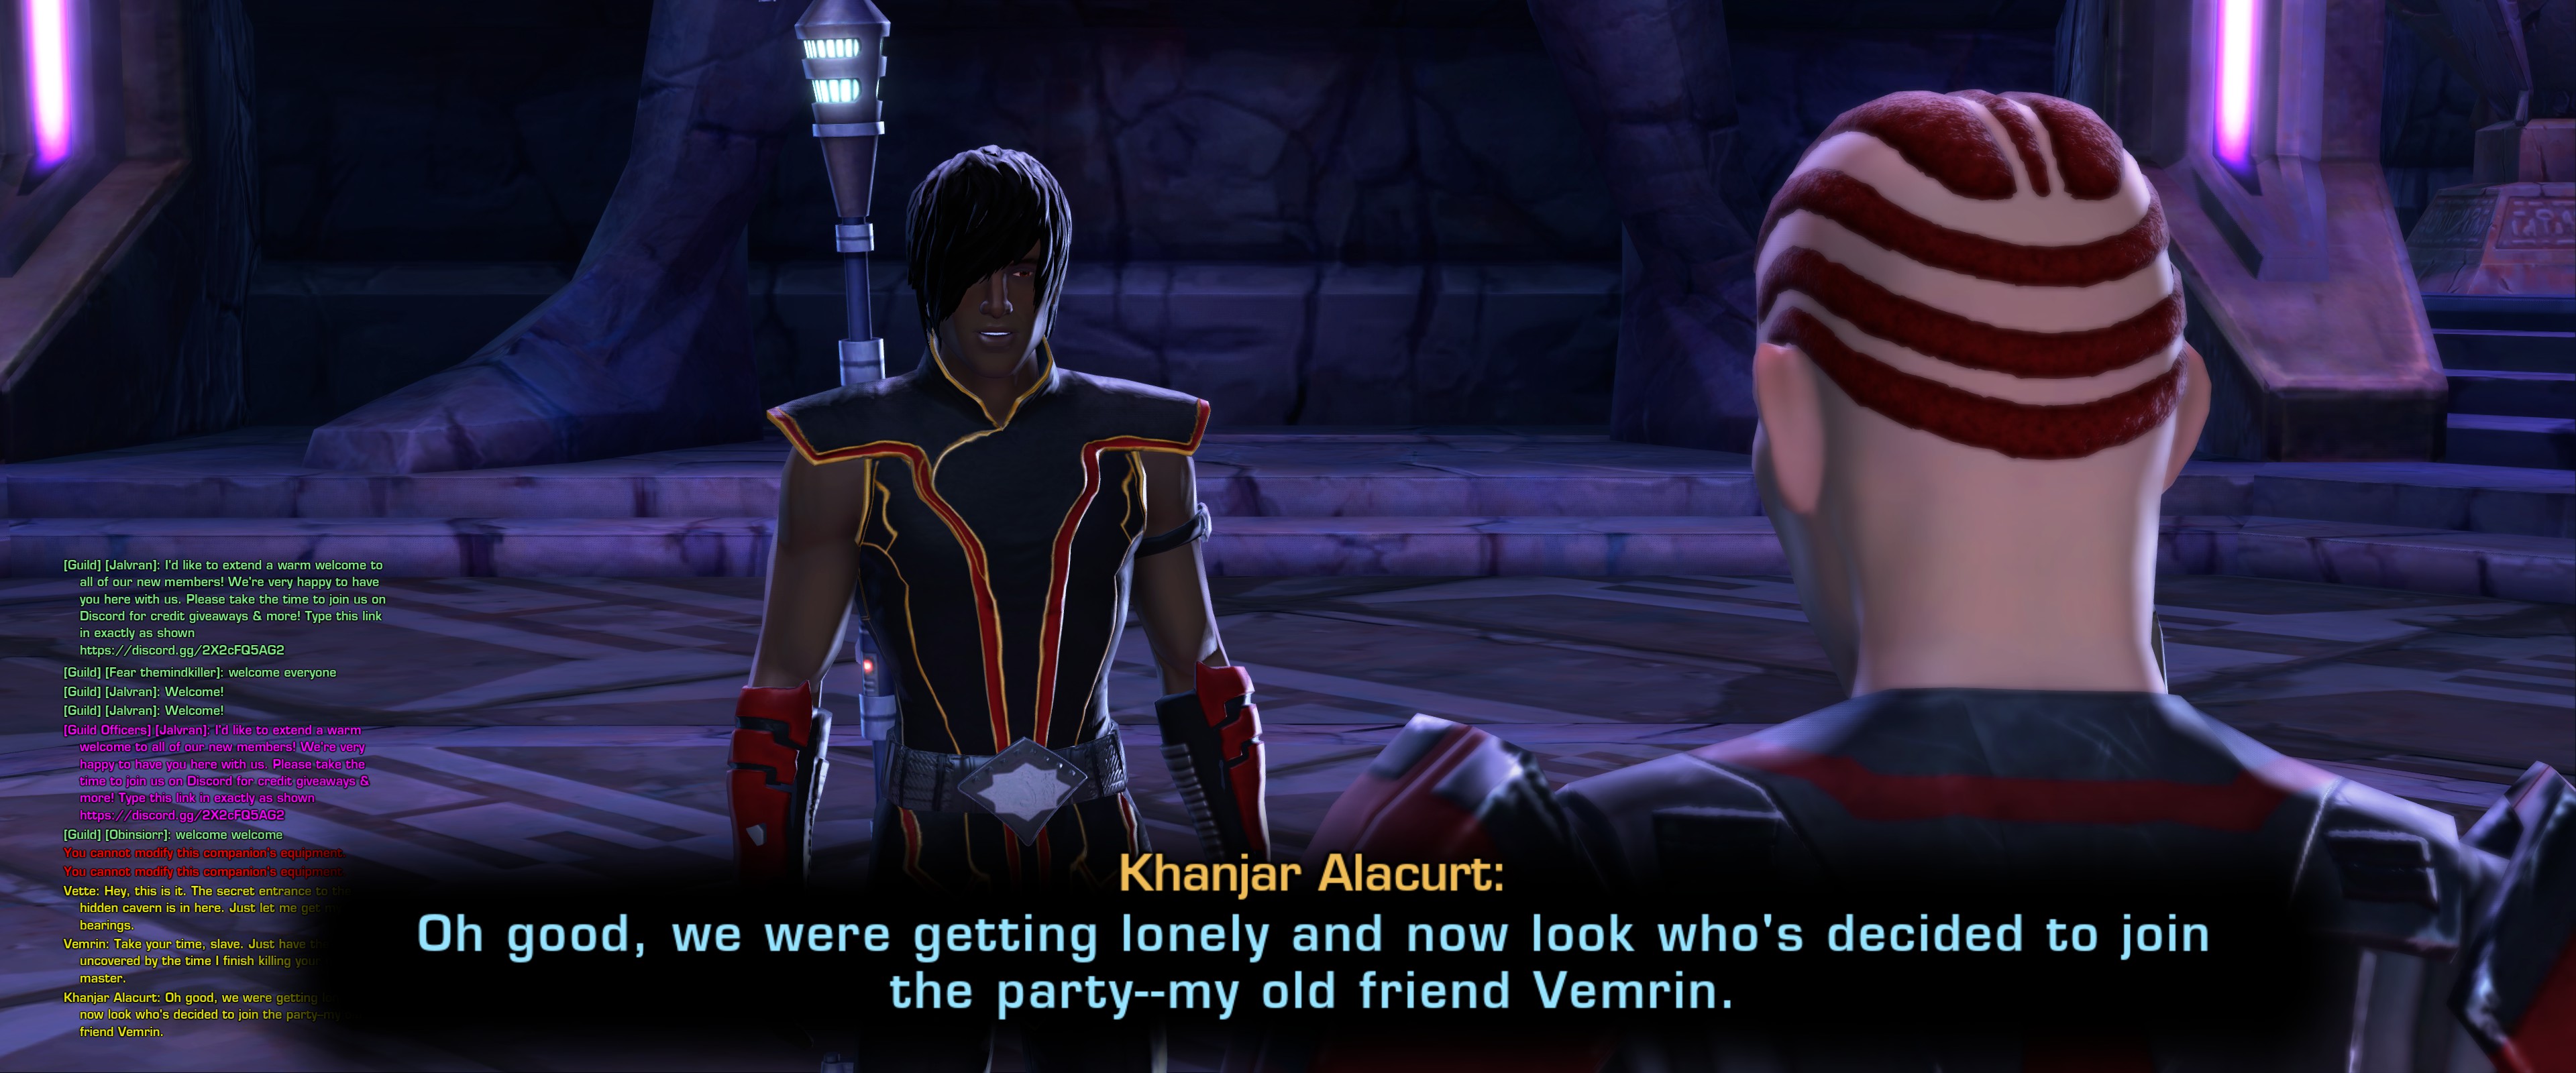 [Guild] [Jalvran]: I'd like to extend a warm welcome to
all of our new members! We're very happy to have
you here with us. Please take the time to join us on
Discord for credit giveaways & more! Type this link
in exactly as shown
https://discord.gg/2X2cFQ5AG2
[Guild] [Fear themindkiller]: welcome everyone
[Guild] [Jalvran]: Welcome!
[Guild] [Jalvran]: Welcome!
[Guild Officers] [Jalvran]: I'd like to extend a warm
welcome to all of our new members! We're very
happy to have you here with us. Please take the
time to join us on Discord for credit giveaways &
more! Type this link in exactly as shown
https://discord.gg/2X2cFQ5AG2
[Guild] [Obinsiorr]: welcome welcome
You cannot modify this companion's equipment.
You cannot modify this companion's equipment.
Vette: Hey, this is it. The secret entrance to the
hidden cavern is in here. Just let me get
bearings.
Vemrin: Take your time, slave. Just have
uncovered by the time I finish killing your
master.
Khanjar Alacurt: Oh good, we were getting
now look who's decided to join the party--my
friend Vemrin.
Khanjar Alacurt:
Oh good, we were getting lonely and now look who's decided to join
the party--my old friend Vemrin.